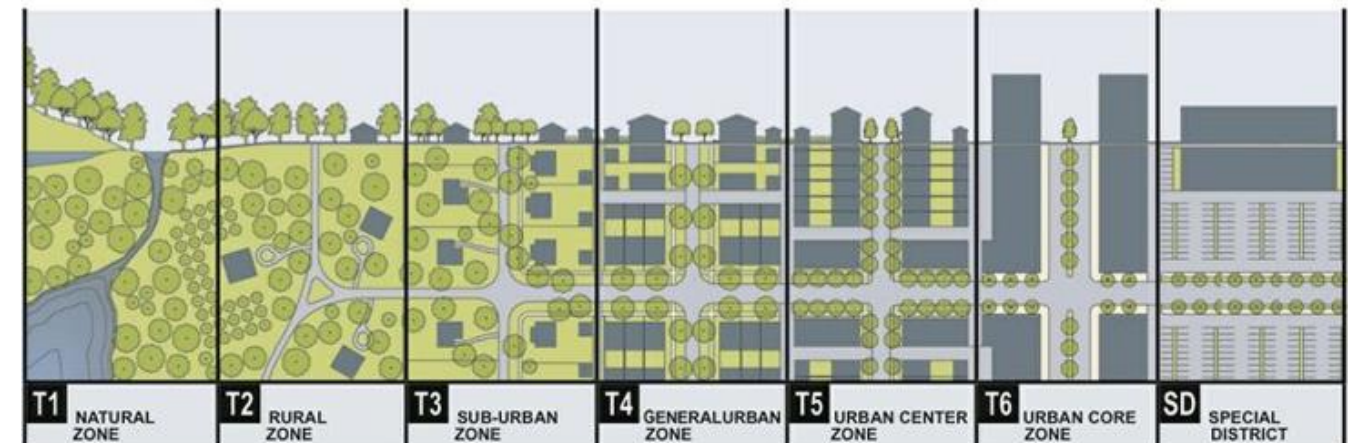 T1 NATURAL
ZONE
T2 RURAL
ZONE
T3 SUB-URBAN
ZONE
T4 GENERALURBAN
ZONE
T5 URBAN CENTER
ZONE
T6 URBAN CORE
ZONE
SD SPECIAL
DISTRICT